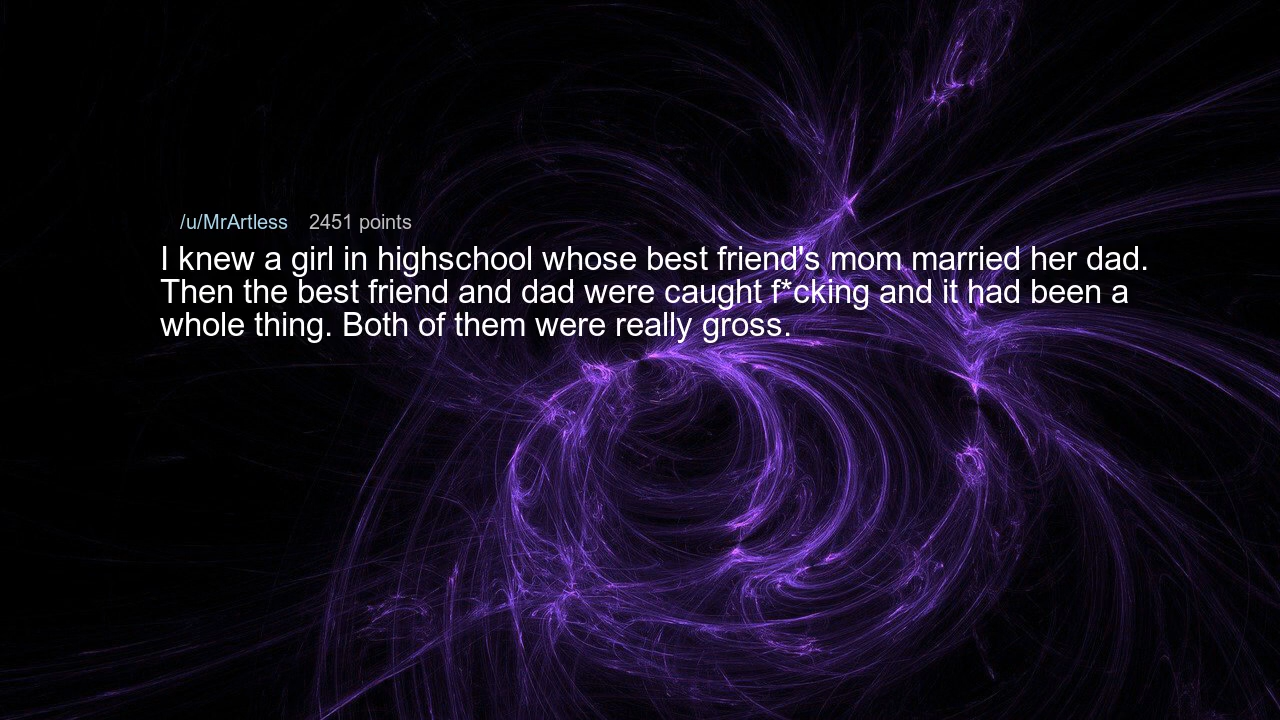 /u/MrArtless 2451 points
I knew a girl in highschool whose best friend's mom married her dad.
Then the best friend and dad were caught f*cking and it had been a
whole thing. Both of them were really gross.